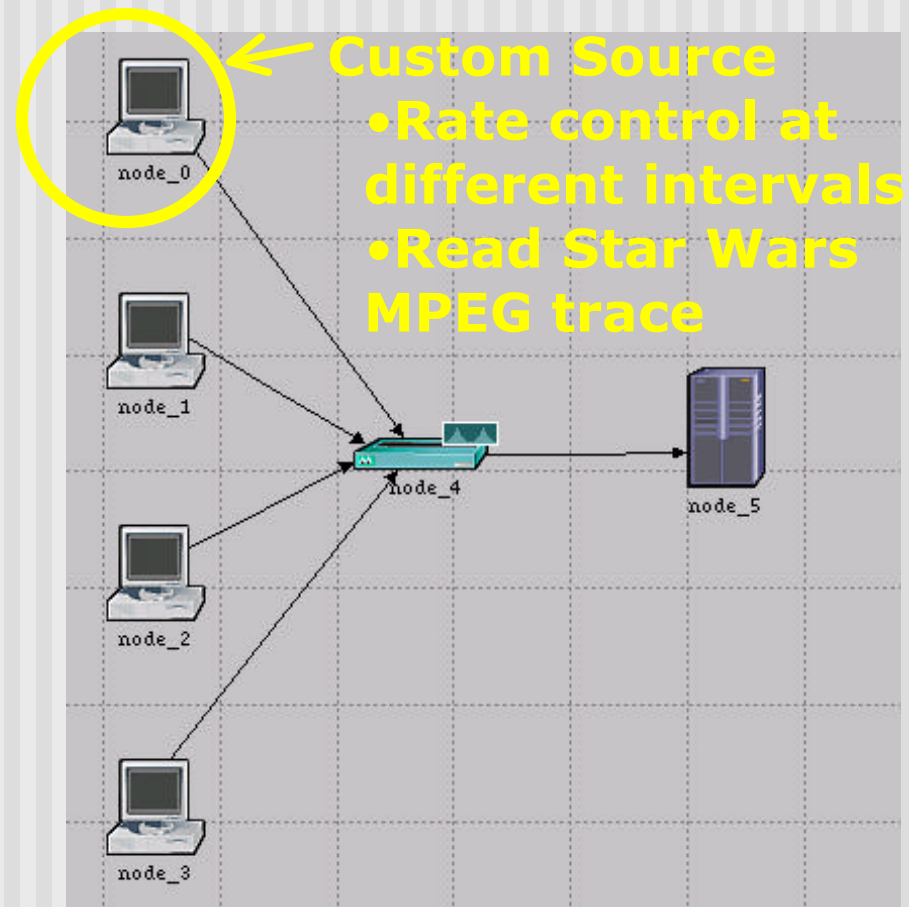 Custom Source
•Rate control at
different intervals
•Read Star Wars
MPEG trace
node_0
node_1
node_4
node_5
node_2
node_3